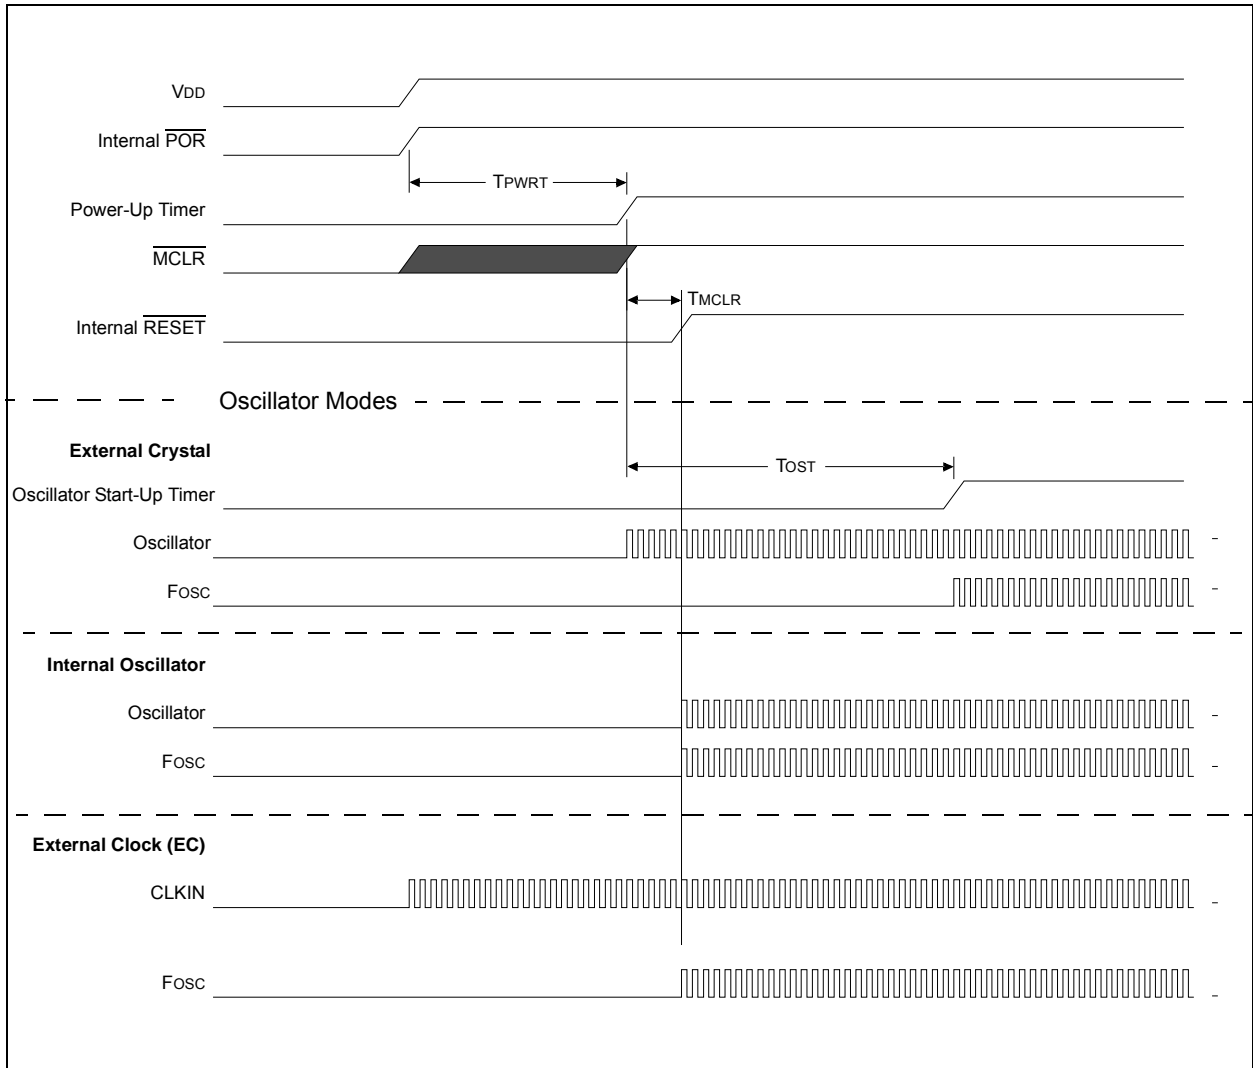 VDD
Internal POR
TPWRT
Power-Up Timer
MCLR
TMCLR
Internal RESET
Oscillator Modes
External Crystal
TOST
Oscillator Start-Up Timer
Oscillator
FOSC
Internal Oscillator
Oscillator
FOSC
External Clock (EC)
CLKIN
FOSC